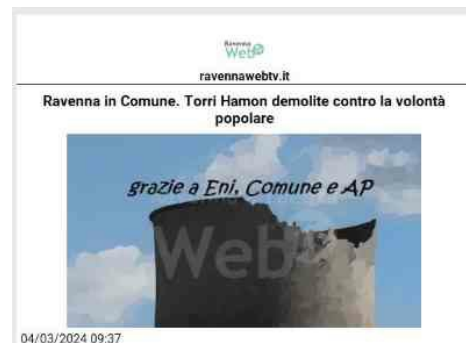 Ravenna
Web
ravennawebtv.it
Ravenna in Comune. Torri Hamon demolite contro la volontà
popolare
grazie a Eni, Comune e AP
Web
04/03/2024 09:37